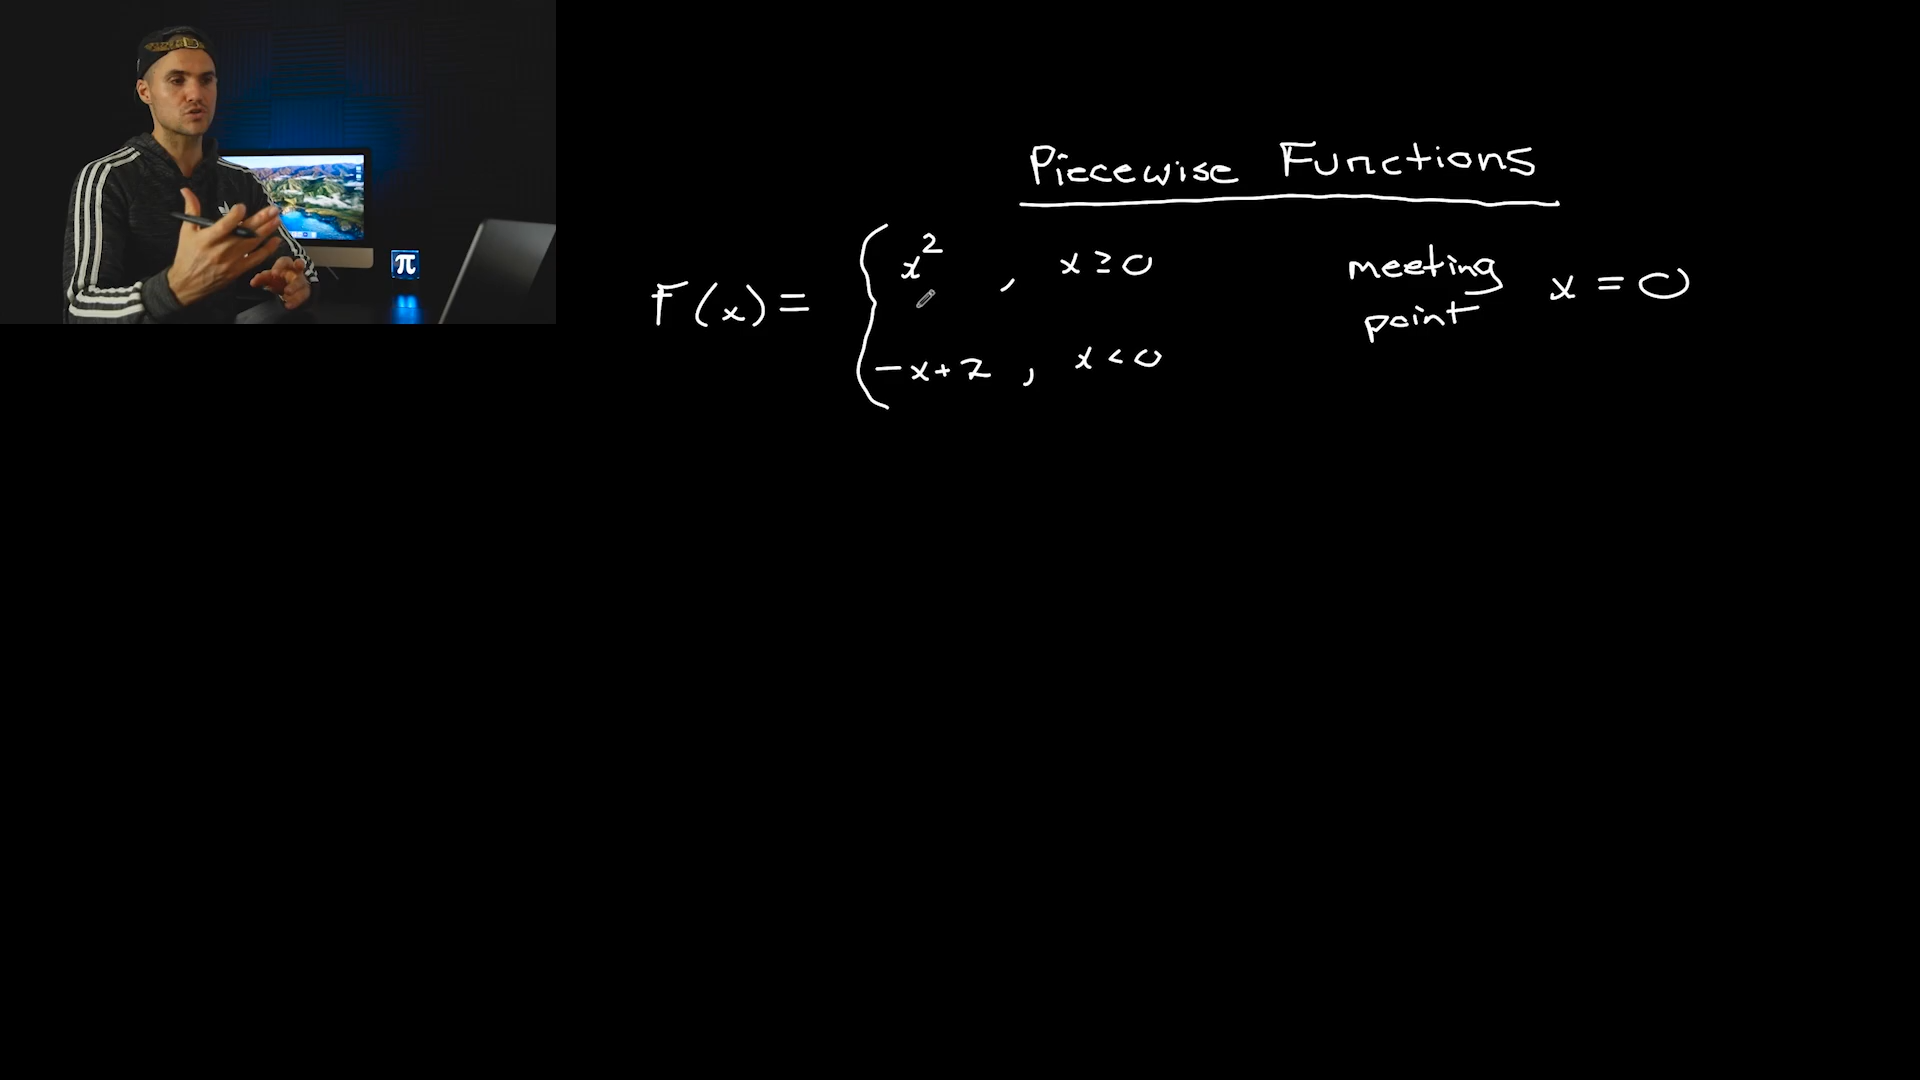 Piecewise Functions
F(x) = { x², x ≥ 0
-x+2, x < 0
meeting point x = 0
π